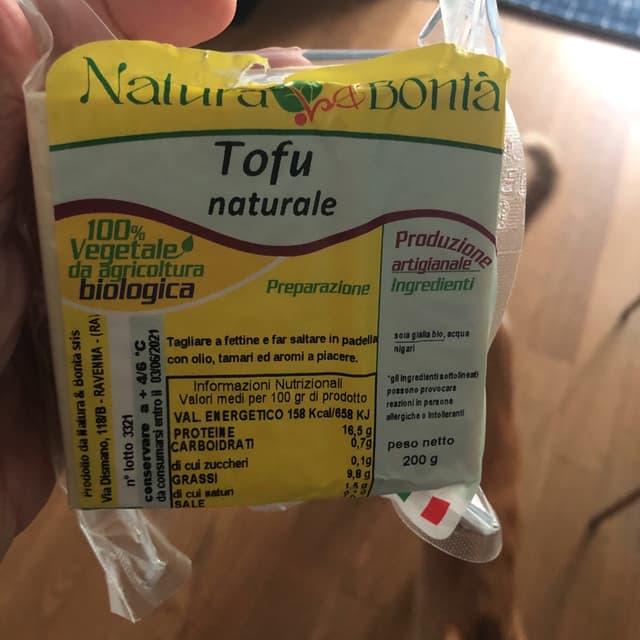 Natura & Bontà
Tofu
naturale
100%
Vegetale
da agricoltura
biologica
Preparazione
Produzione
artigianale
Ingredienti
Tagliare a fettine e far saltare in padella
con olio, tamari ed aromi a piacere.
soia gialla bio, acqua
nigari
*gli ingredienti sottolineati
possono provocare
reazioni in persone
allergiche o intolleranti
peso netto
200 g
Informazioni Nutrizionali
Valori medi per 100 gr di prodotto
VAL ENERGETICO 158 Kcal/658 KJ
PROTEINE 16,5 g
CARBOIDRATI 0,7g
di cui zuccheri 0,1g
GRASSI 9,8 g
di cui saturi 1,5 g
SALE
Prodotto da Natura & Bonta srls
Via Dismano, 118/B - RAVENNA - (RA)
n° lotto 3321
conservare a + 4/6 °C
da consumarsi entro il 03/06/2021